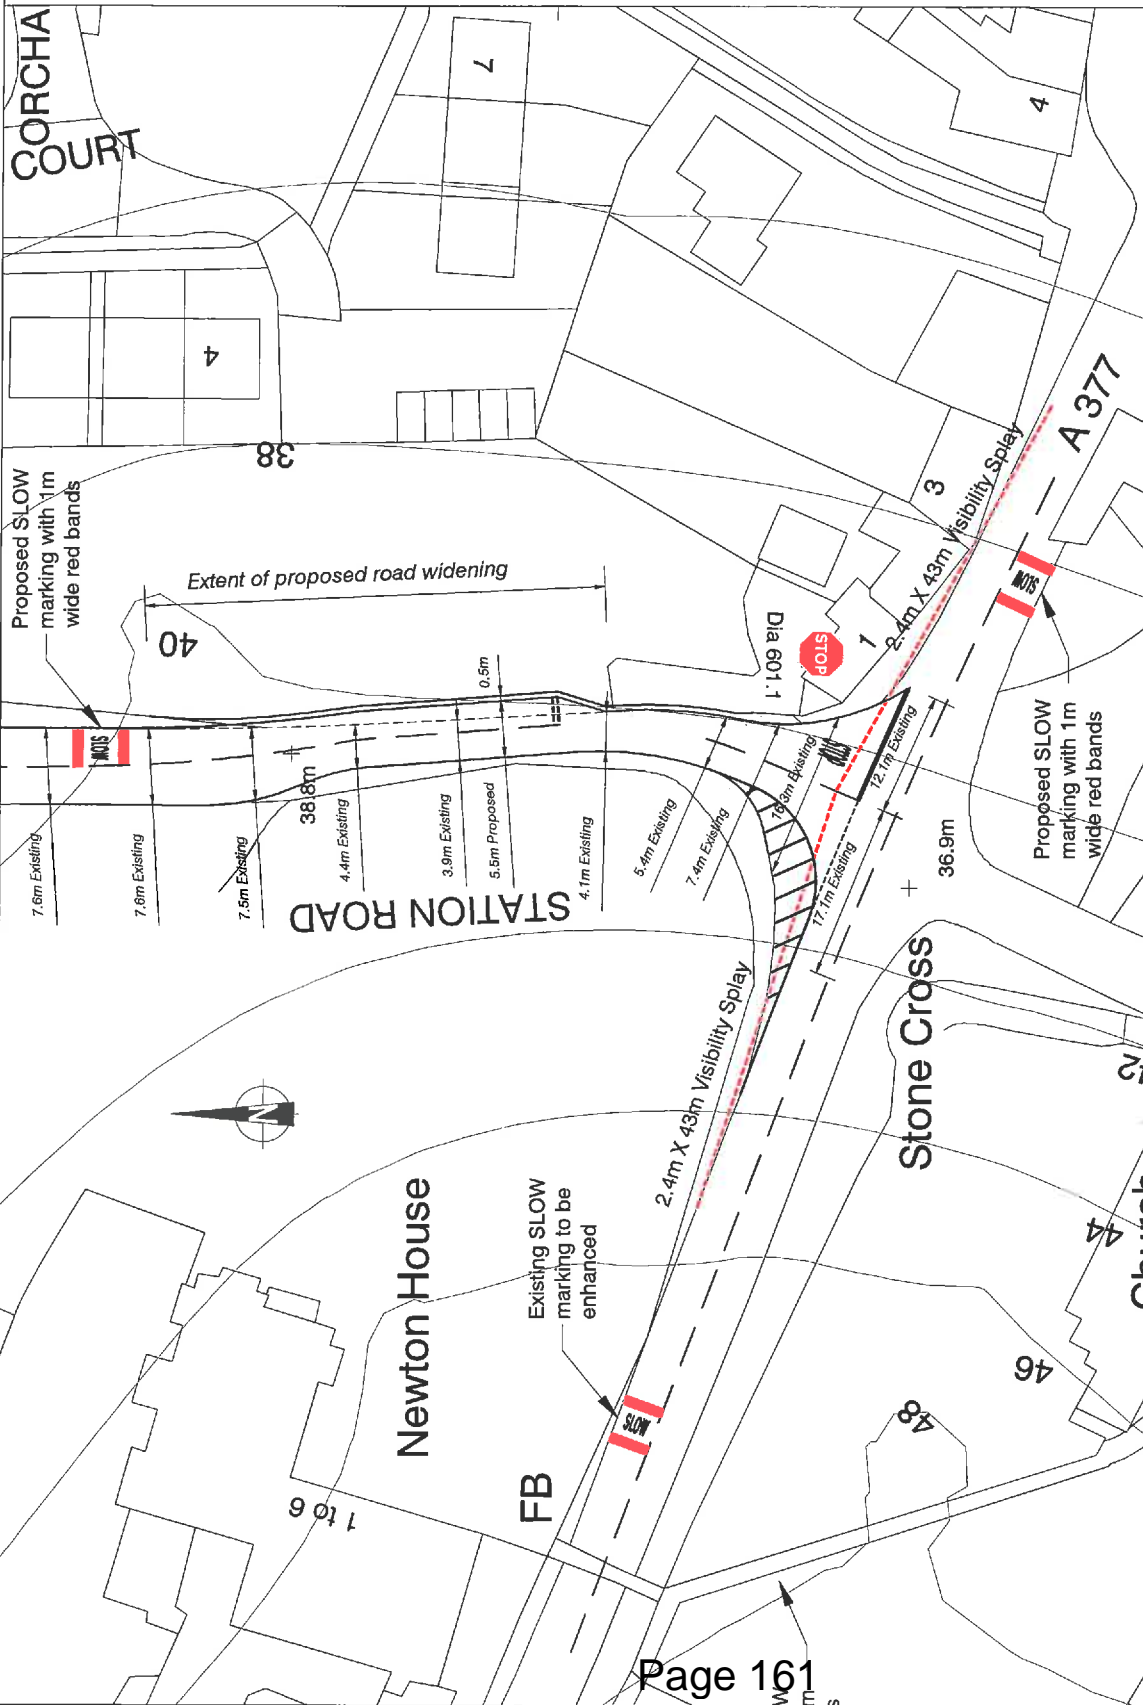 CORCHA
COURT
7
4
4
38
Proposed SLOW
marking with 1m
wide red bands
Extent of proposed road widening
40
SLOW
0.5m
Dia 601.1
STOP
1
3
2.4m X 43m Visibility Splay
A 377
SLOW
Proposed SLOW
marking with 1m
wide red bands
7.6m Existing
7.6m Existing
7.5m Existing
38.8m
4.4m Existing
3.9m Existing
5.5m Proposed
4.1m Existing
5.4m Existing
7.4m Existing
16.3m Existing
STOP
12.1m Existing
17.1m Existing
36.9m
STATION ROAD
2.4m X 43m Visibility Splay
Stone Cross
N
Newton House
Existing SLOW
marking to be
enhanced
SLOW
FB
1 to 6
42
44
46
48
Church
Page 161